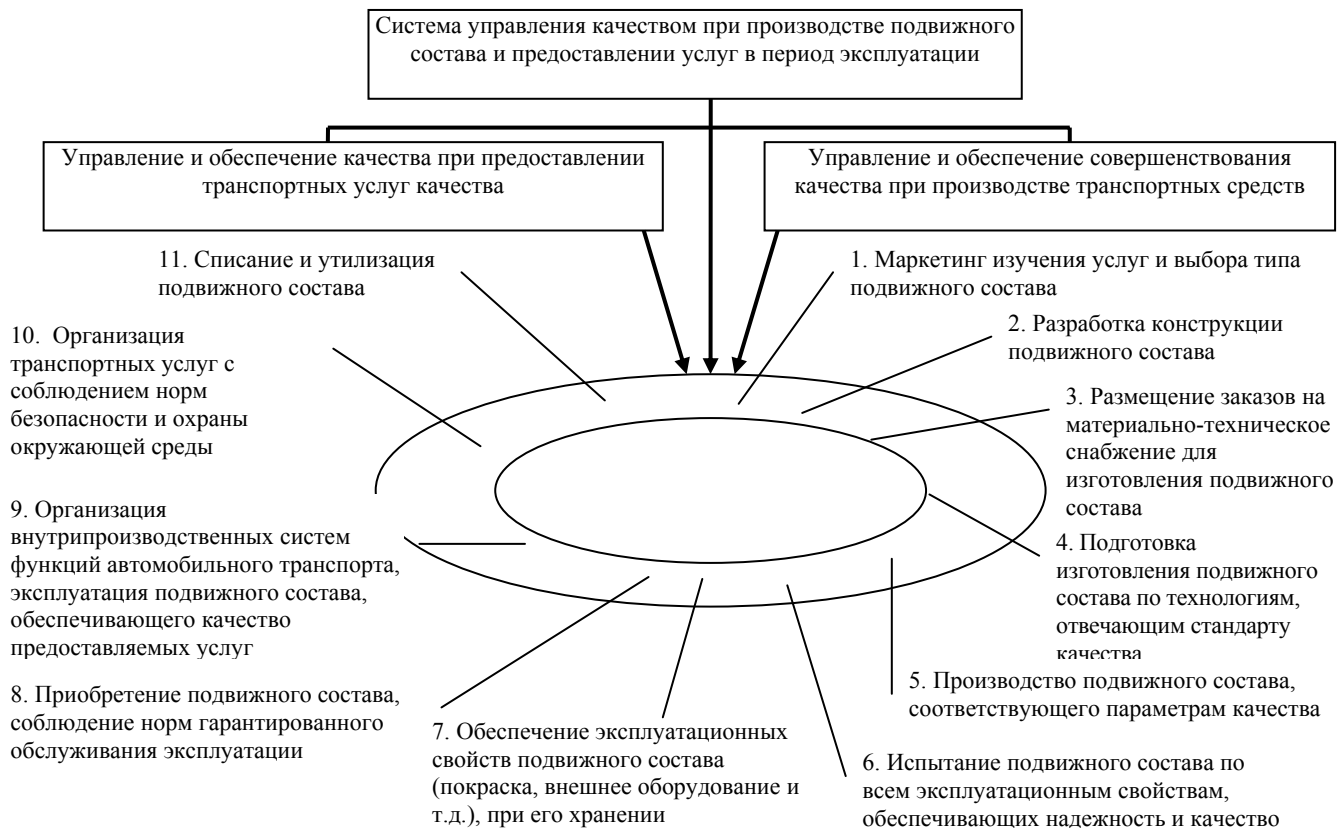 Система управления качеством при производстве подвижного
состава и предоставлении услуг в период эксплуатации
Управление и обеспечение качества при предоставлении
транспортных услуг качества
Управление и обеспечение совершенствования
качества при производстве транспортных средств
11. Списание и утилизация
подвижного состава
1. Маркетинг изучения услуг и выбора типа
подвижного состава
10. Организация
транспортных услуг с
соблюдением норм
безопасности и охраны
окружающей среды
2. Разработка конструкции
подвижного состава
3. Размещение заказов на
материально-техническое
снабжение для
изготовления подвижного
состава
9. Организация
внутрипроизводственных систем
функций автомобильного транспорта,
эксплуатация подвижного состава,
обеспечивающего качество
предоставляемых услуг
4. Подготовка
изготовления подвижного
состава по технологиям,
отвечающим стандарту
качества
8. Приобретение подвижного состава,
соблюдение норм гарантированного
обслуживания эксплуатации
7. Обеспечение эксплуатационных
свойств подвижного состава
(покраска, внешнее оборудование и
т.д.), при его хранении
5. Производство подвижного состава,
соответствующего параметрам качества
6. Испытание подвижного состава по
всем эксплуатационным свойствам,
обеспечивающих надежность и качество